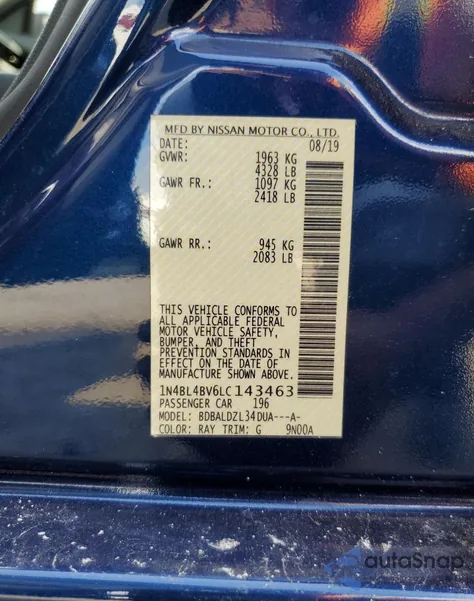 MFD BY NISSAN MOTOR CO., LTD.
DATE: 08/19
GVWR: 1963 KG
4328 LB
GAWR FR.: 1097 KG
2418 LB
GAWR RR.: 945 KG
2083 LB
THIS VEHICLE CONFORMS TO
ALL APPLICABLE FEDERAL
MOTOR VEHICLE SAFETY,
BUMPER, AND THEFT
PREVENTION STANDARDS IN
EFFECT ON THE DATE OF
MANUFACTURE SHOWN ABOVE.
1N4BL4BV6LC143463
PASSENGER CAR 196
MODEL: BDBALDZL34DUA---A-
COLOR: RAY TRIM: G 9N00A
autoSnap